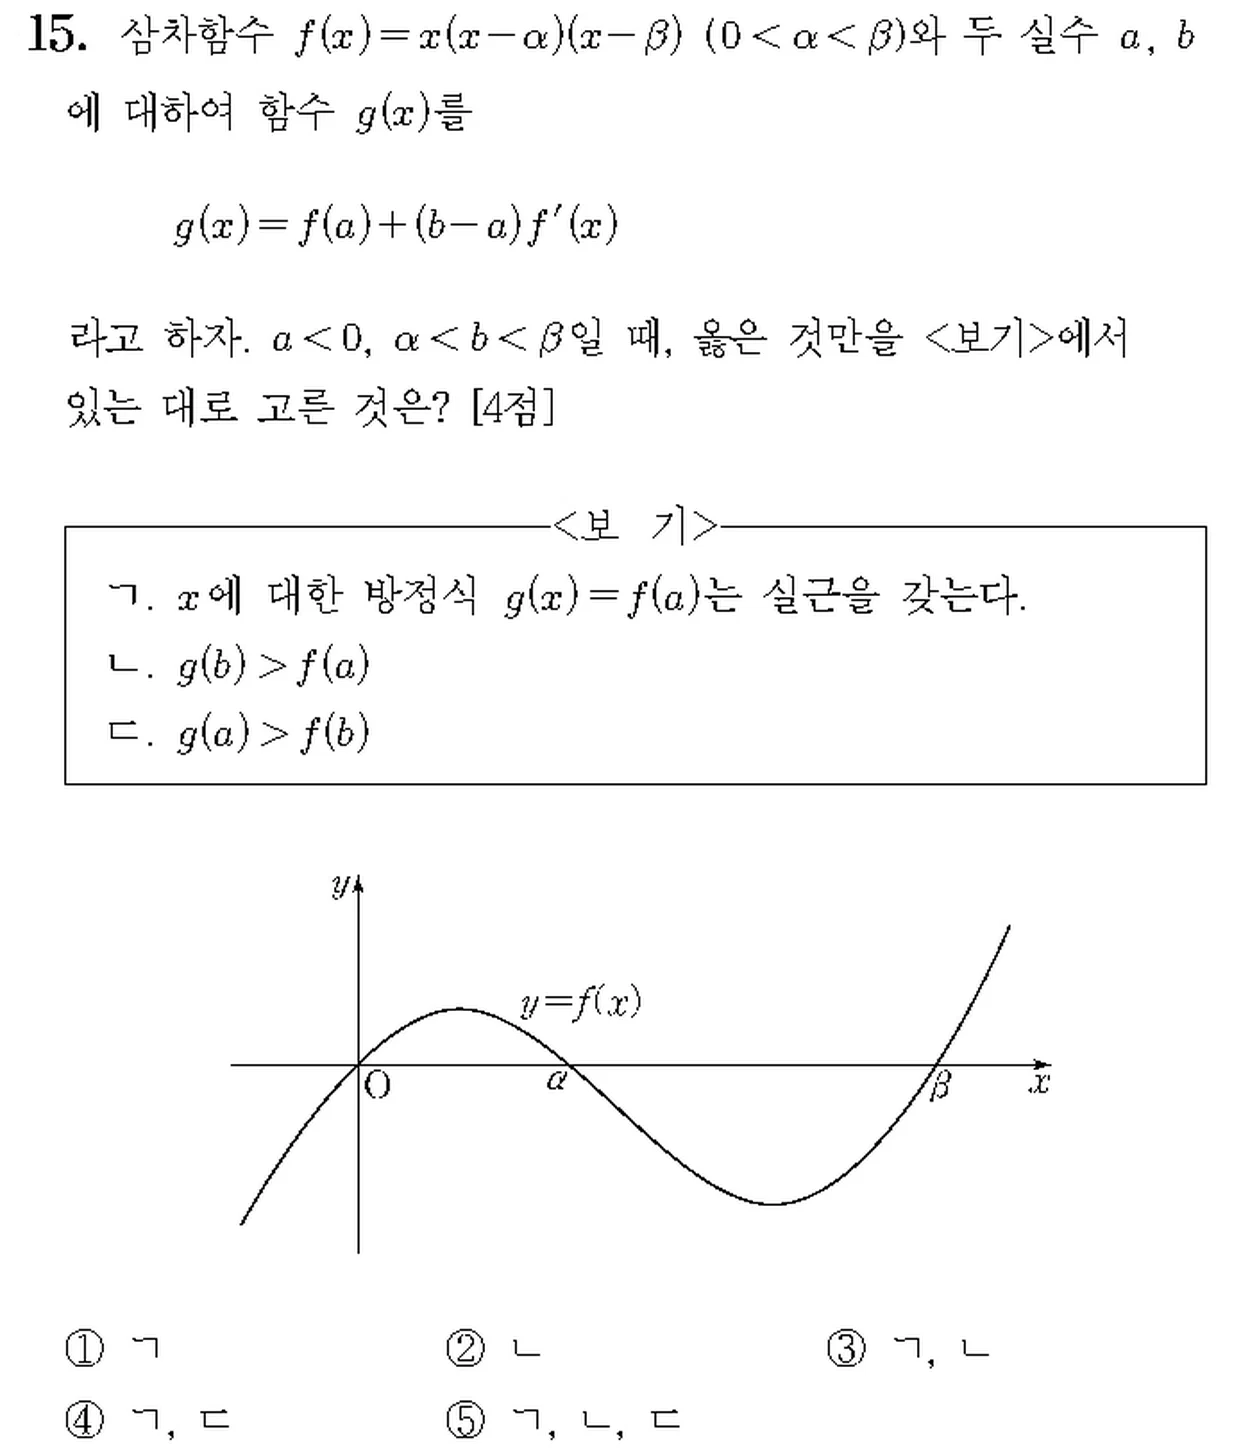 15. 삼차함수 f(x)=x(x-α)(x-β) (0<α<β)와 두 실수 a, b
에 대하여 함수 g(x)를
g(x)=f(a)+(b-a)f′(x)
라고 하자. a<0, α<b<β일 때, 옳은 것만을 <보기>에서
있는 대로 고른 것은? [4점]
<보 기>
ㄱ. x에 대한 방정식 g(x)=f(a)는 실근을 갖는다.
ㄴ. g(b)>f(a)
ㄷ. g(a)>f(b)
y
y=f(x)
O α β x
① ㄱ ② ㄴ ③ ㄱ, ㄴ
④ ㄱ, ㄷ ⑤ ㄱ, ㄴ, ㄷ